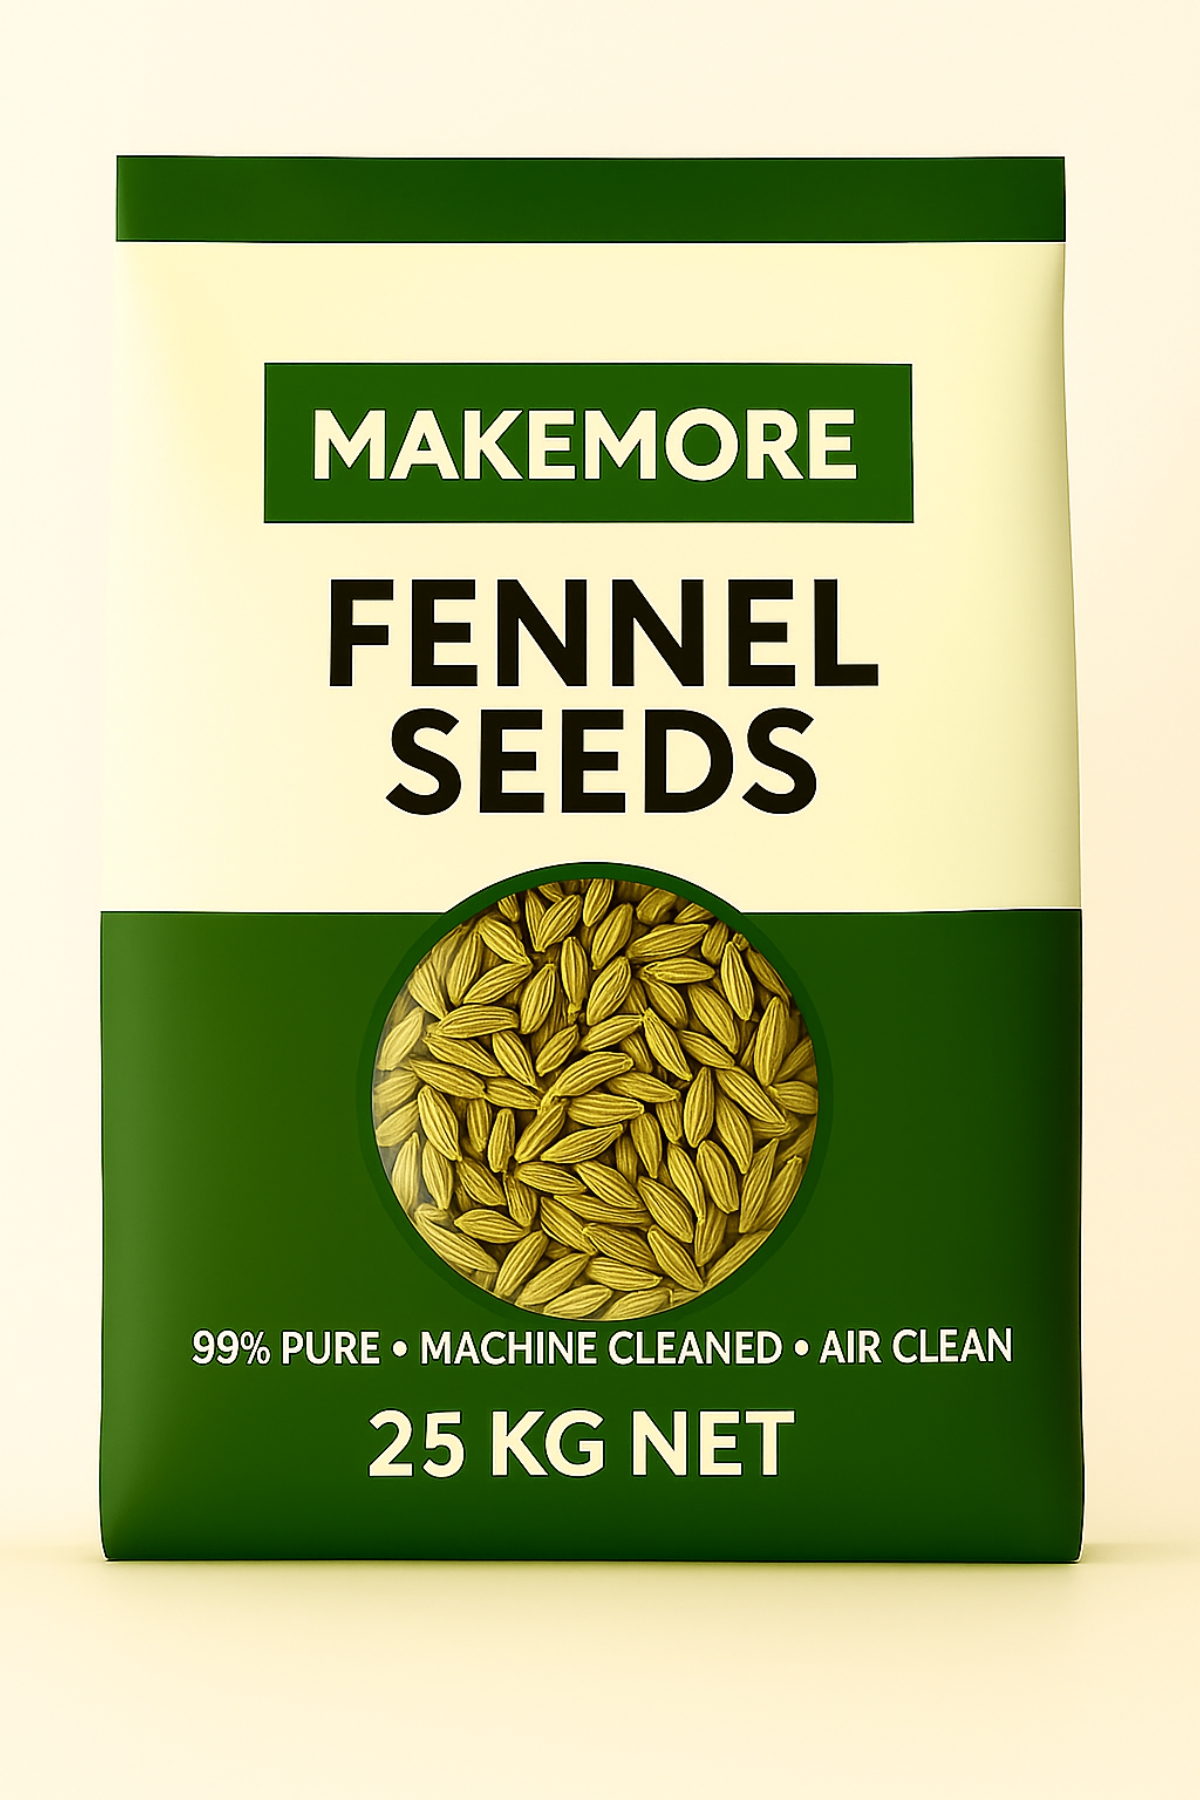 MAKEMORE
FENNEL
SEEDS
99% PURE • MACHINE CLEANED • AIR CLEAN
25 KG NET